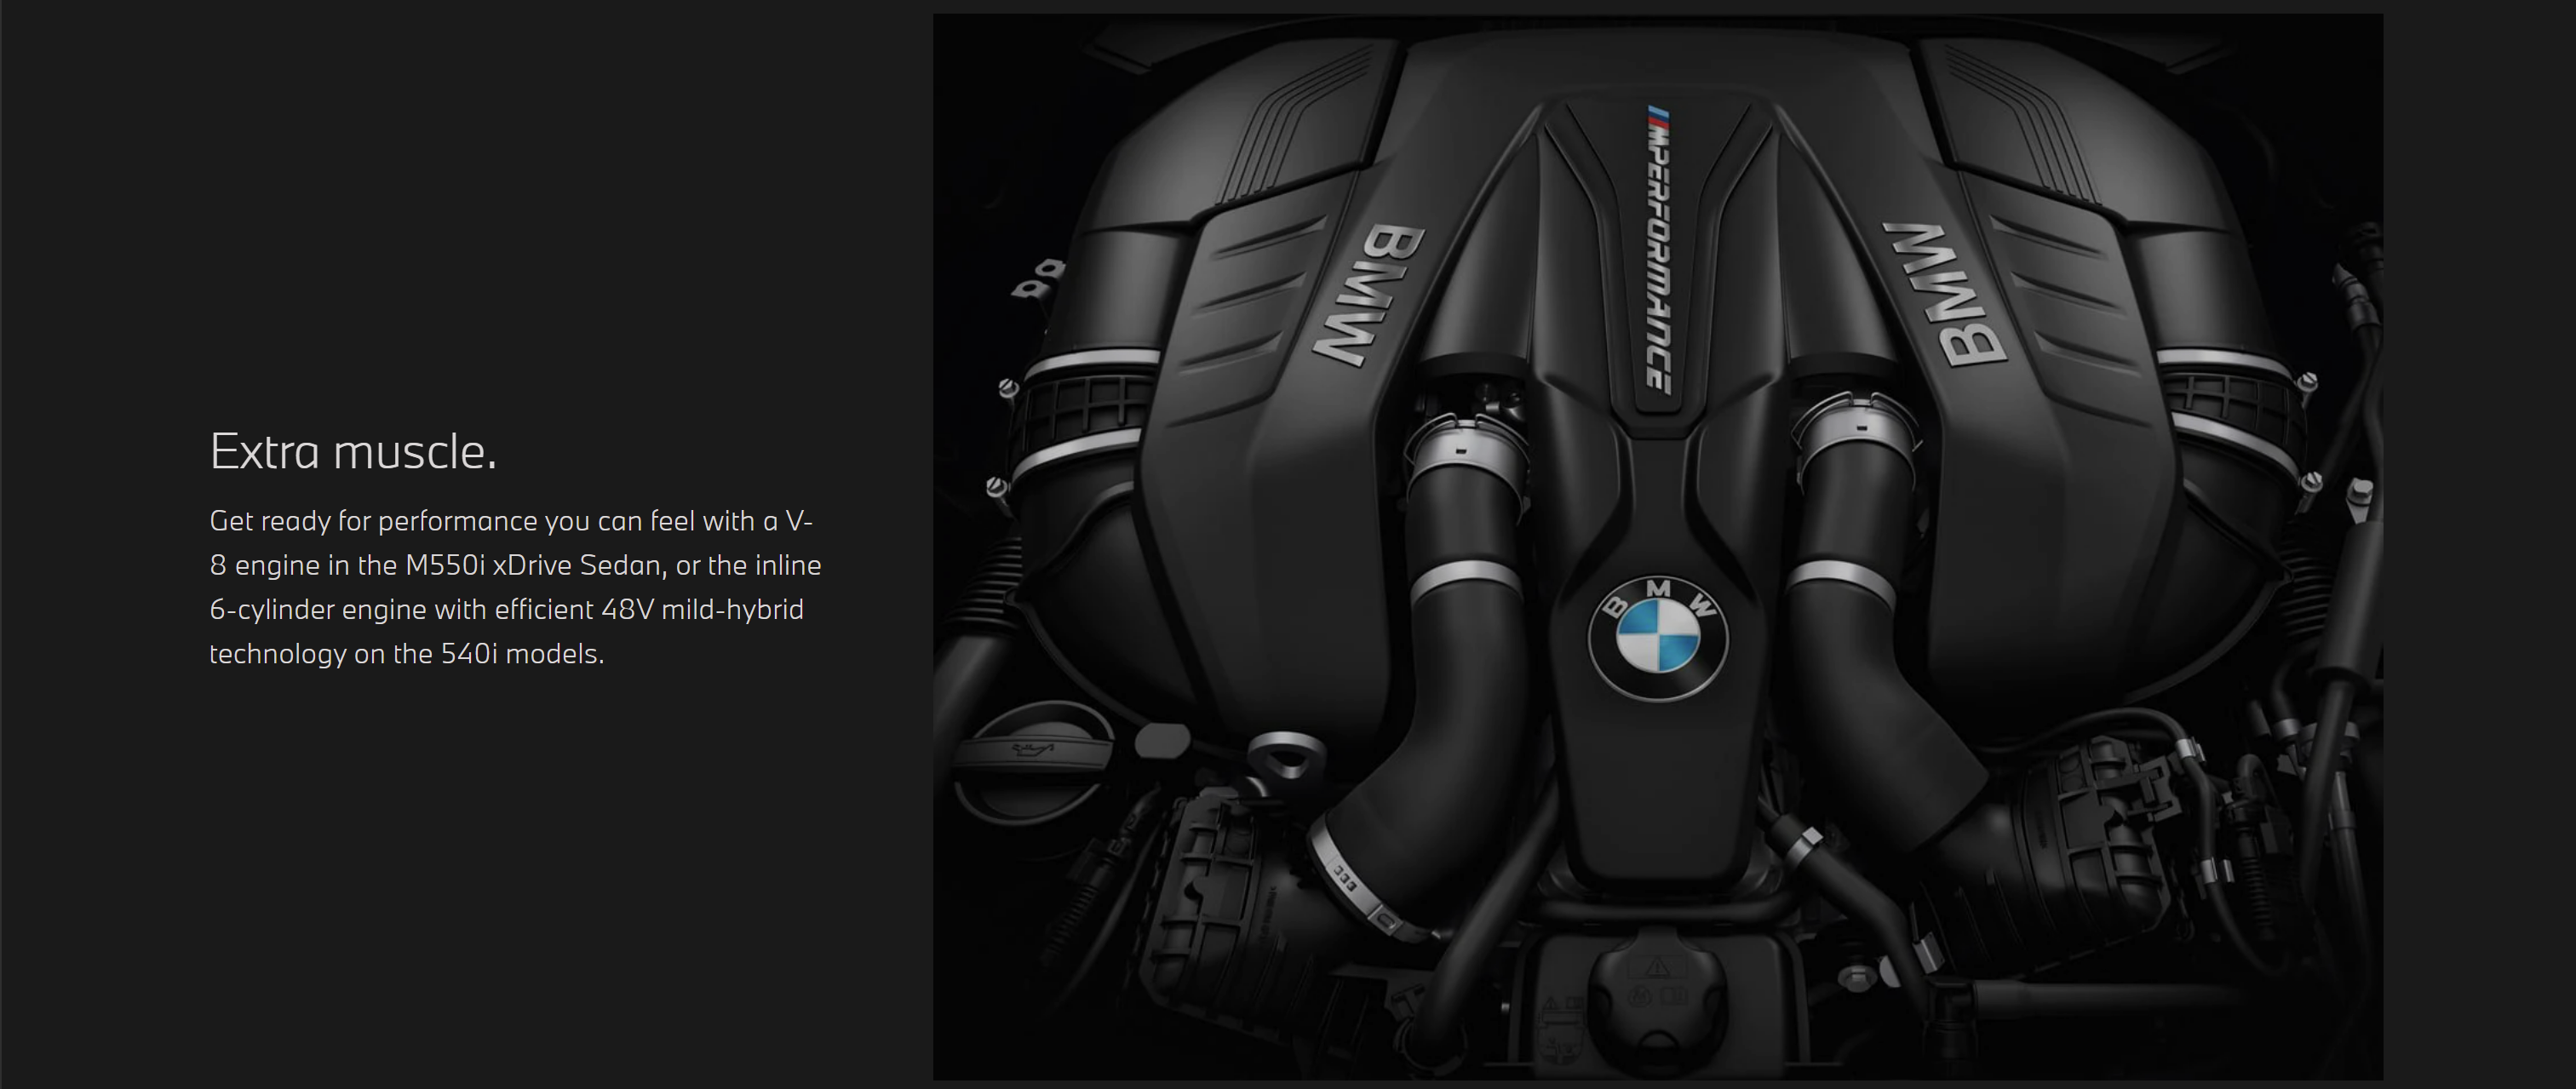 Extra muscle.
Get ready for performance you can feel with a V-
8 engine in the M550i xDrive Sedan, or the inline
6-cylinder engine with efficient 48V mild-hybrid
technology on the 540i models.
BMW
M PERFORMANCE
BMW
BMW